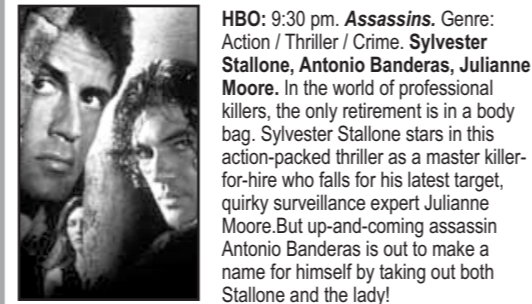 HBO: 9:30 pm. Assassins. Genre:
Action / Thriller / Crime. Sylvester
Stallone, Antonio Banderas, Julianne
Moore. In the world of professional
killers, the only retirement is in a body
bag. Sylvester Stallone stars in this
action-packed thriller as a master killer-
for-hire who falls for his latest target,
quirky surveillance expert Julianne
Moore.But up-and-coming assassin
Antonio Banderas is out to make a
name for himself by taking out both
Stallone and the lady!